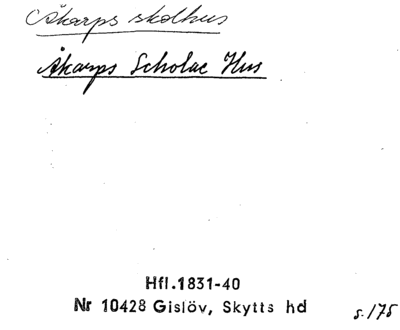 Åkarps skolhus
Åkarps Scholae Hus
Hfl.1831-40
Nr 10428 Gislöv, Skytts hd s.175